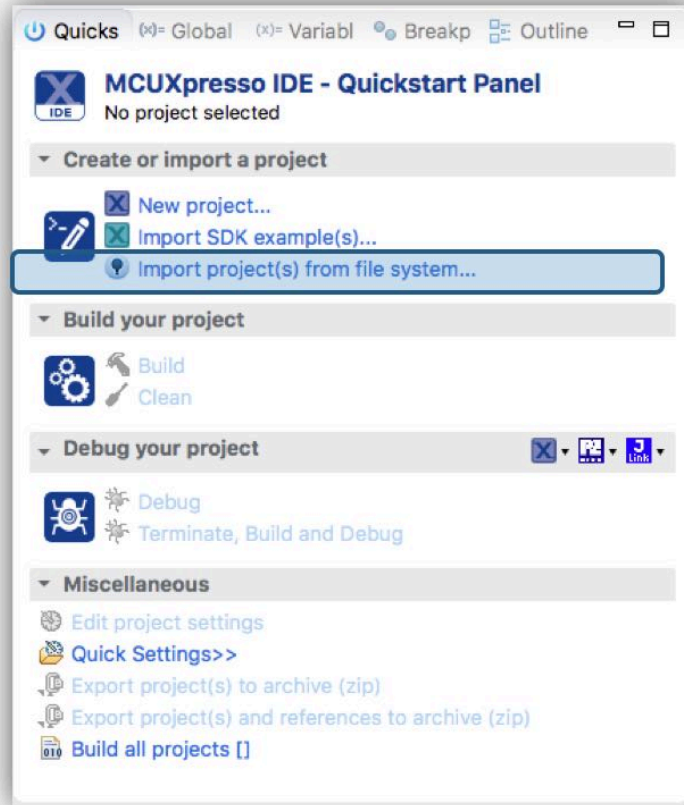 Quicks (x)= Global (x)= Variabl Breakp Outline
X
IDE
MCUXpresso IDE - Quickstart Panel
No project selected
Create or import a project
New project...
Import SDK example(s)...
Import project(s) from file system...
Build your project
Build
Clean
Debug your project
Link
Debug
Terminate, Build and Debug
Miscellaneous
Edit project settings
Quick Settings>>
Export project(s) to archive (zip)
Export project(s) and references to archive (zip)
010 Build all projects []